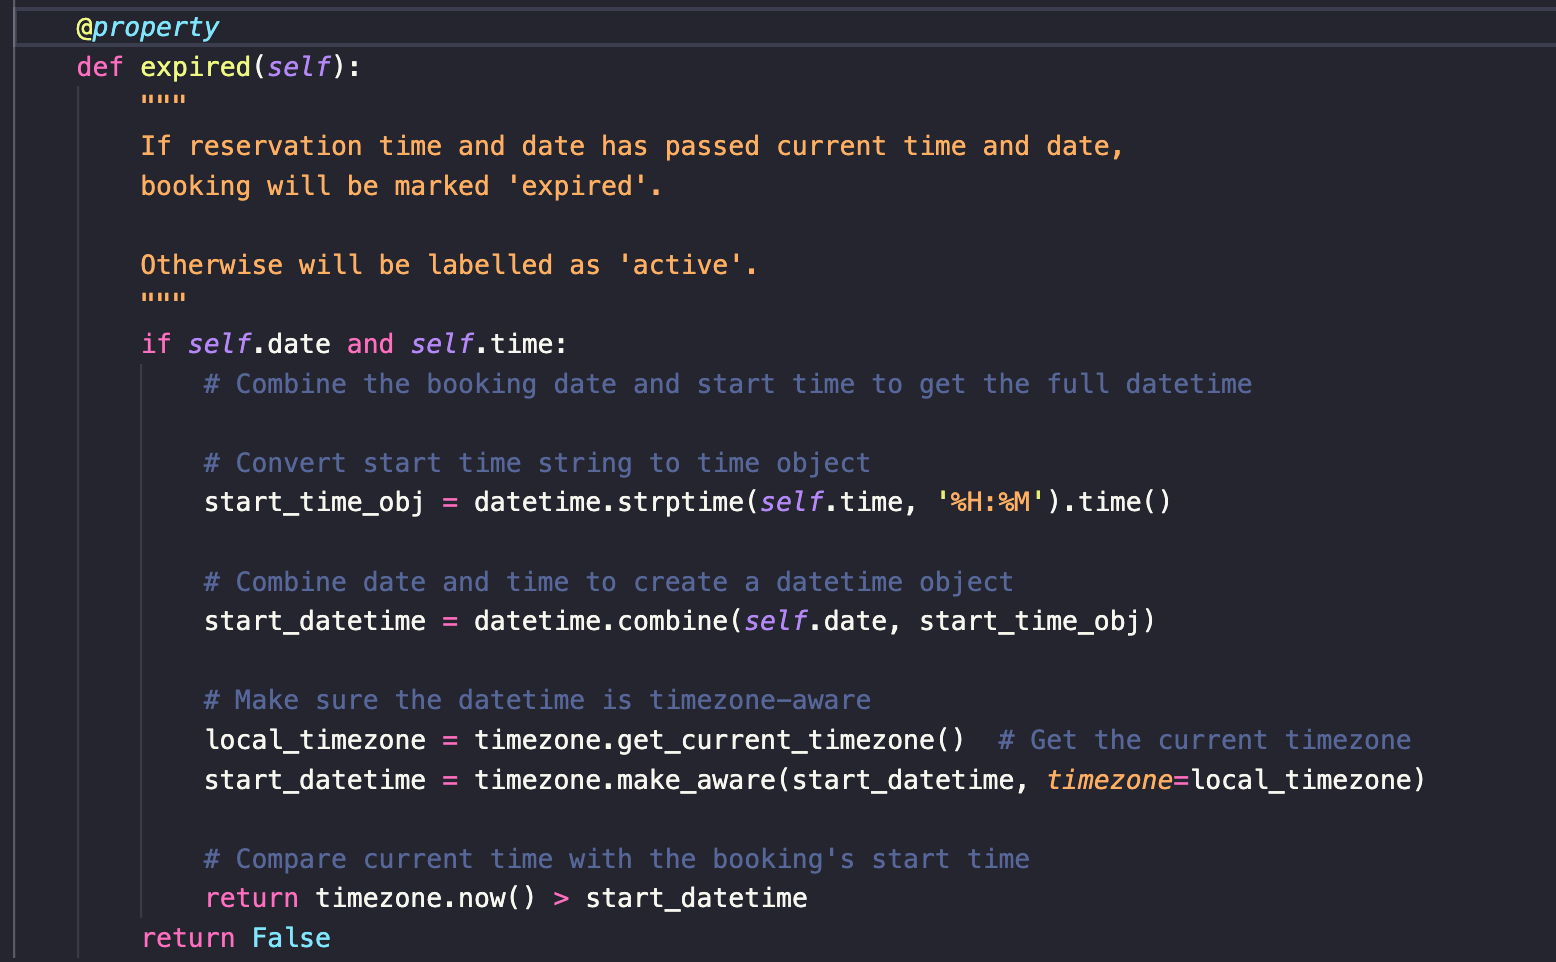 @property
def expired(self):
"""
If reservation time and date has passed current time and date,
booking will be marked 'expired'.
Otherwise will be labelled as 'active'.
"""
if self.date and self.time:
# Combine the booking date and start time to get the full datetime
# Convert start time string to time object
start_time_obj = datetime.strptime(self.time, '%H:%M').time()
# Combine date and time to create a datetime object
start_datetime = datetime.combine(self.date, start_time_obj)
# Make sure the datetime is timezone-aware
local_timezone = timezone.get_current_timezone()  # Get the current timezone
start_datetime = timezone.make_aware(start_datetime, timezone=local_timezone)
# Compare current time with the booking's start time
return timezone.now() > start_datetime
return False